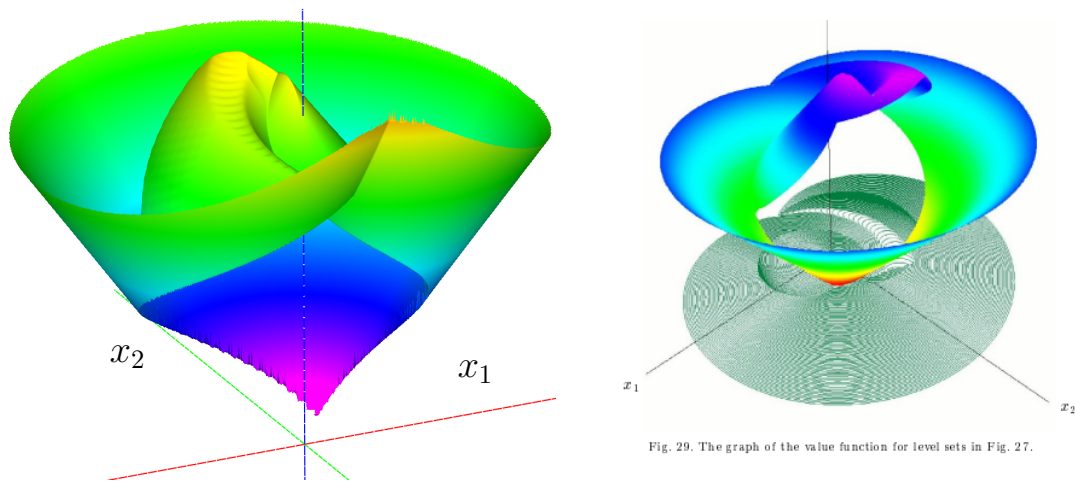 x₂
x₁
x₁
x₂
Fig. 29. The graph of the value function for level sets in Fig. 27.